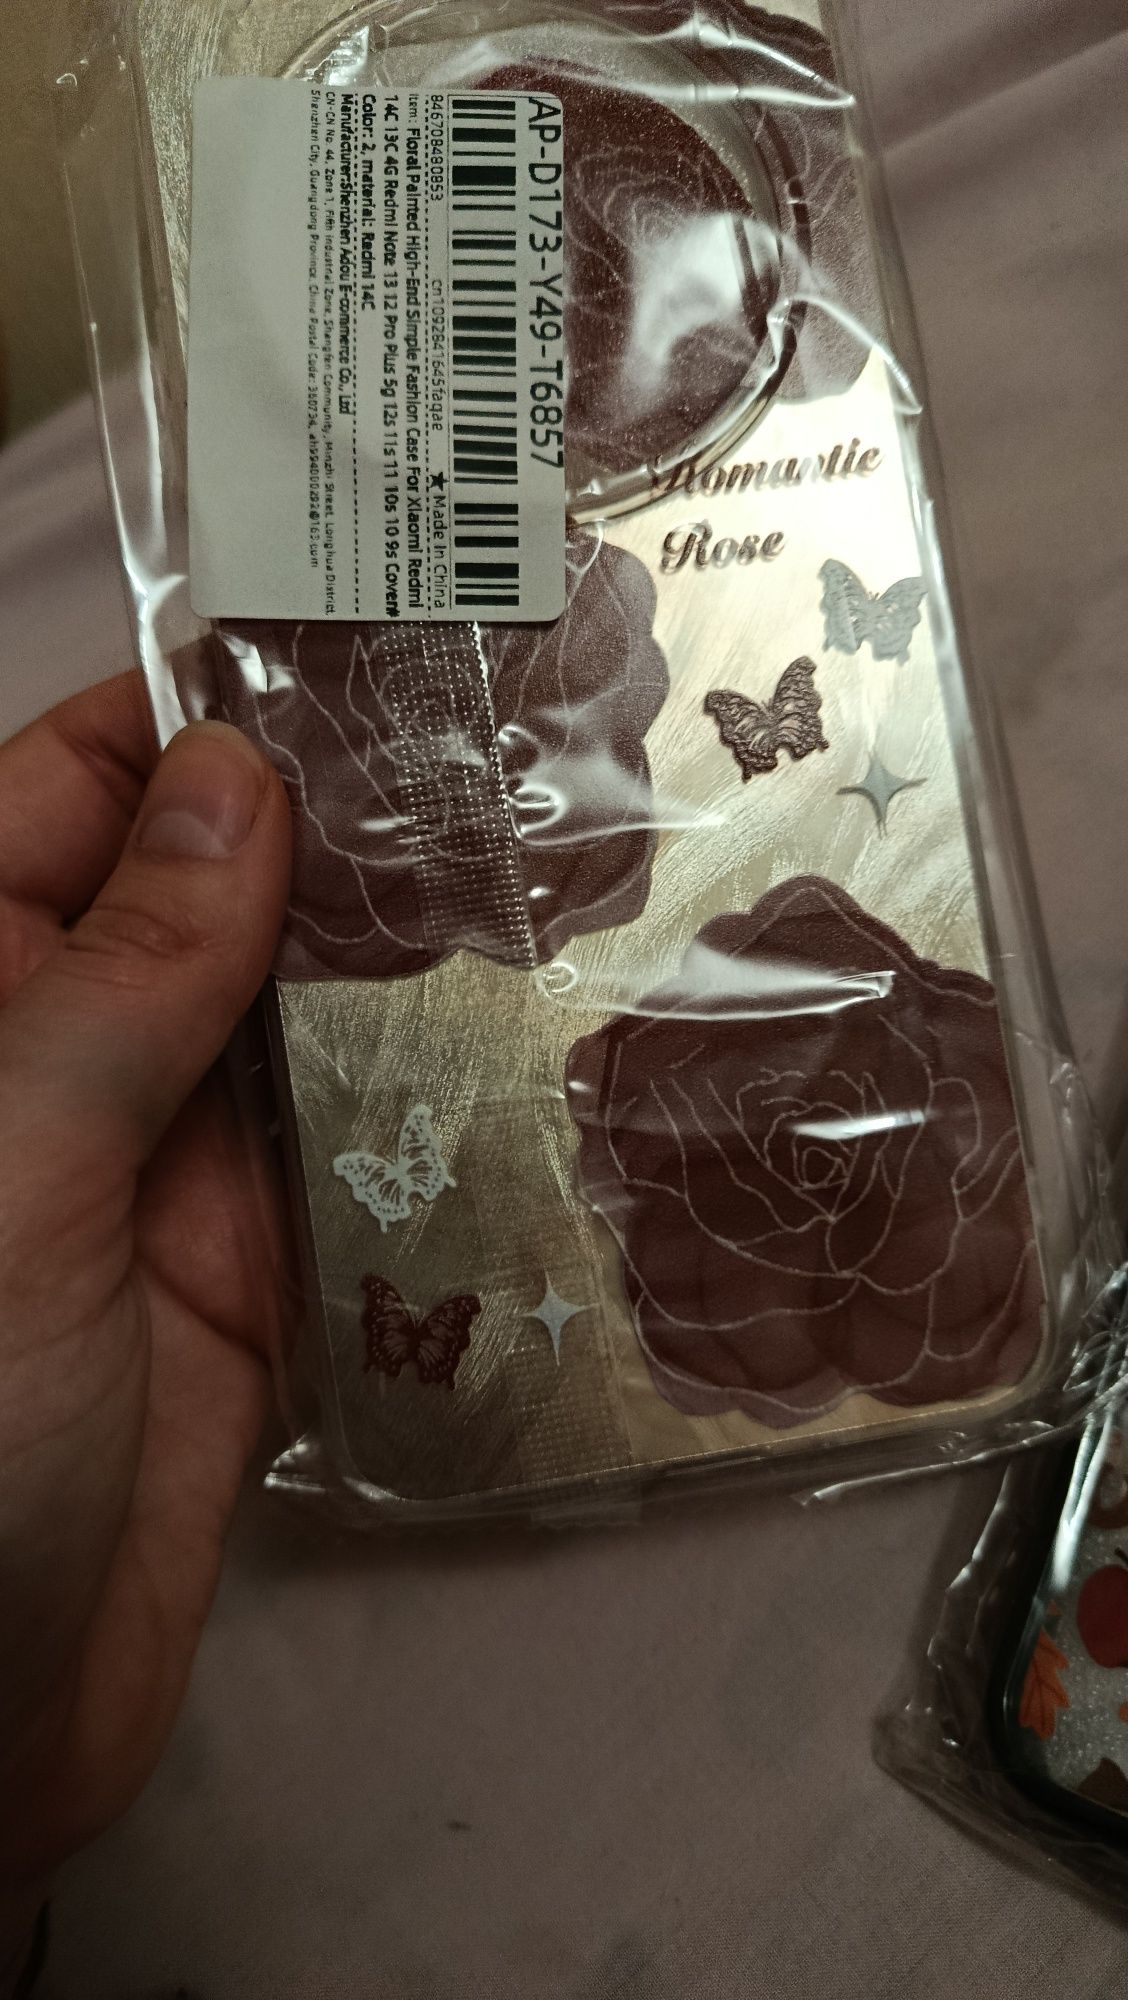 AP-D173-Y49-T6857
846708480853 cn1092841645faqae ★ Made In China
Item: Floral Painted High-End Simple Fashion Case For Xiaomi Redmi
14C 13C 4G Redmi Note 13 12 Pro Plus 5g 12s 11s 11 10s 10 9s Cover#
Color: 2, material: Redmi 14C
Manufacturer:Shenzhen Adou E-commerce Co., Ltd
CN-CN No. 44, Zone 1, Fifth Industrial Zone, Shangfen Community, Minzhi Street, Longhua District,
Shenzhen City, Guangdong Province, China Postal Code:
Romantic
Rose